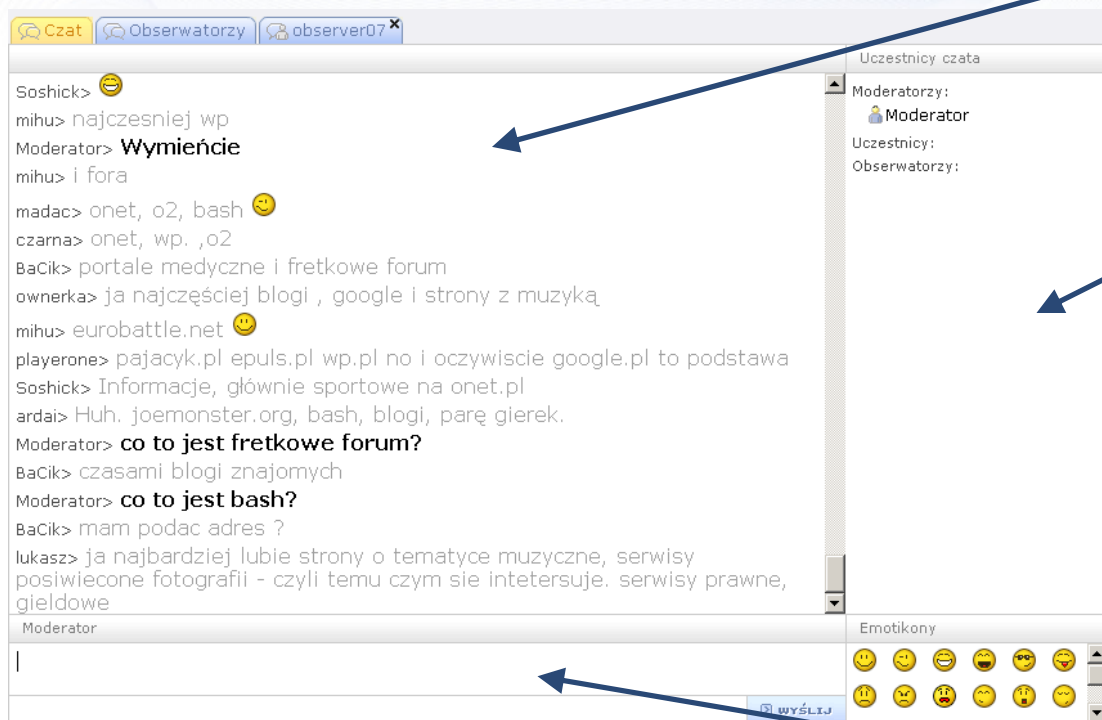 Czat Obserwatorzy observer07
Uczestnicy czata
Soshick>
mihu> najczesniej wp
Moderator> Wymieńcie
mihu> i fora
madac> onet, o2, bash
czarna> onet, wp. ,o2
BaCik> portale medyczne i fretkowe forum
ownerka> ja najczęściej blogi , google i strony z muzyką
mihu> eurobattle.net
playerone> pajacyk.pl epuls.pl wp.pl no i oczywiscie google.pl to podstawa
Soshick> Informacje, głównie sportowe na onet.pl
ardai> Huh. joemonster.org, bash, blogi, parę gierek.
Moderator> co to jest fretkowe forum?
BaCik> czasami blogi znajomych
Moderator> co to jest bash?
BaCik> mam podac adres ?
lukasz> ja najbardziej lubie strony o tematyce muzyczne, serwisy
posiwiecone fotografii - czyli temu czym sie intetersuje. serwisy prawne,
gieldowe
Moderatorzy:
Moderator
Uczestnicy:
Obserwatorzy:
Moderator
Emotikony
WYŚLIJ